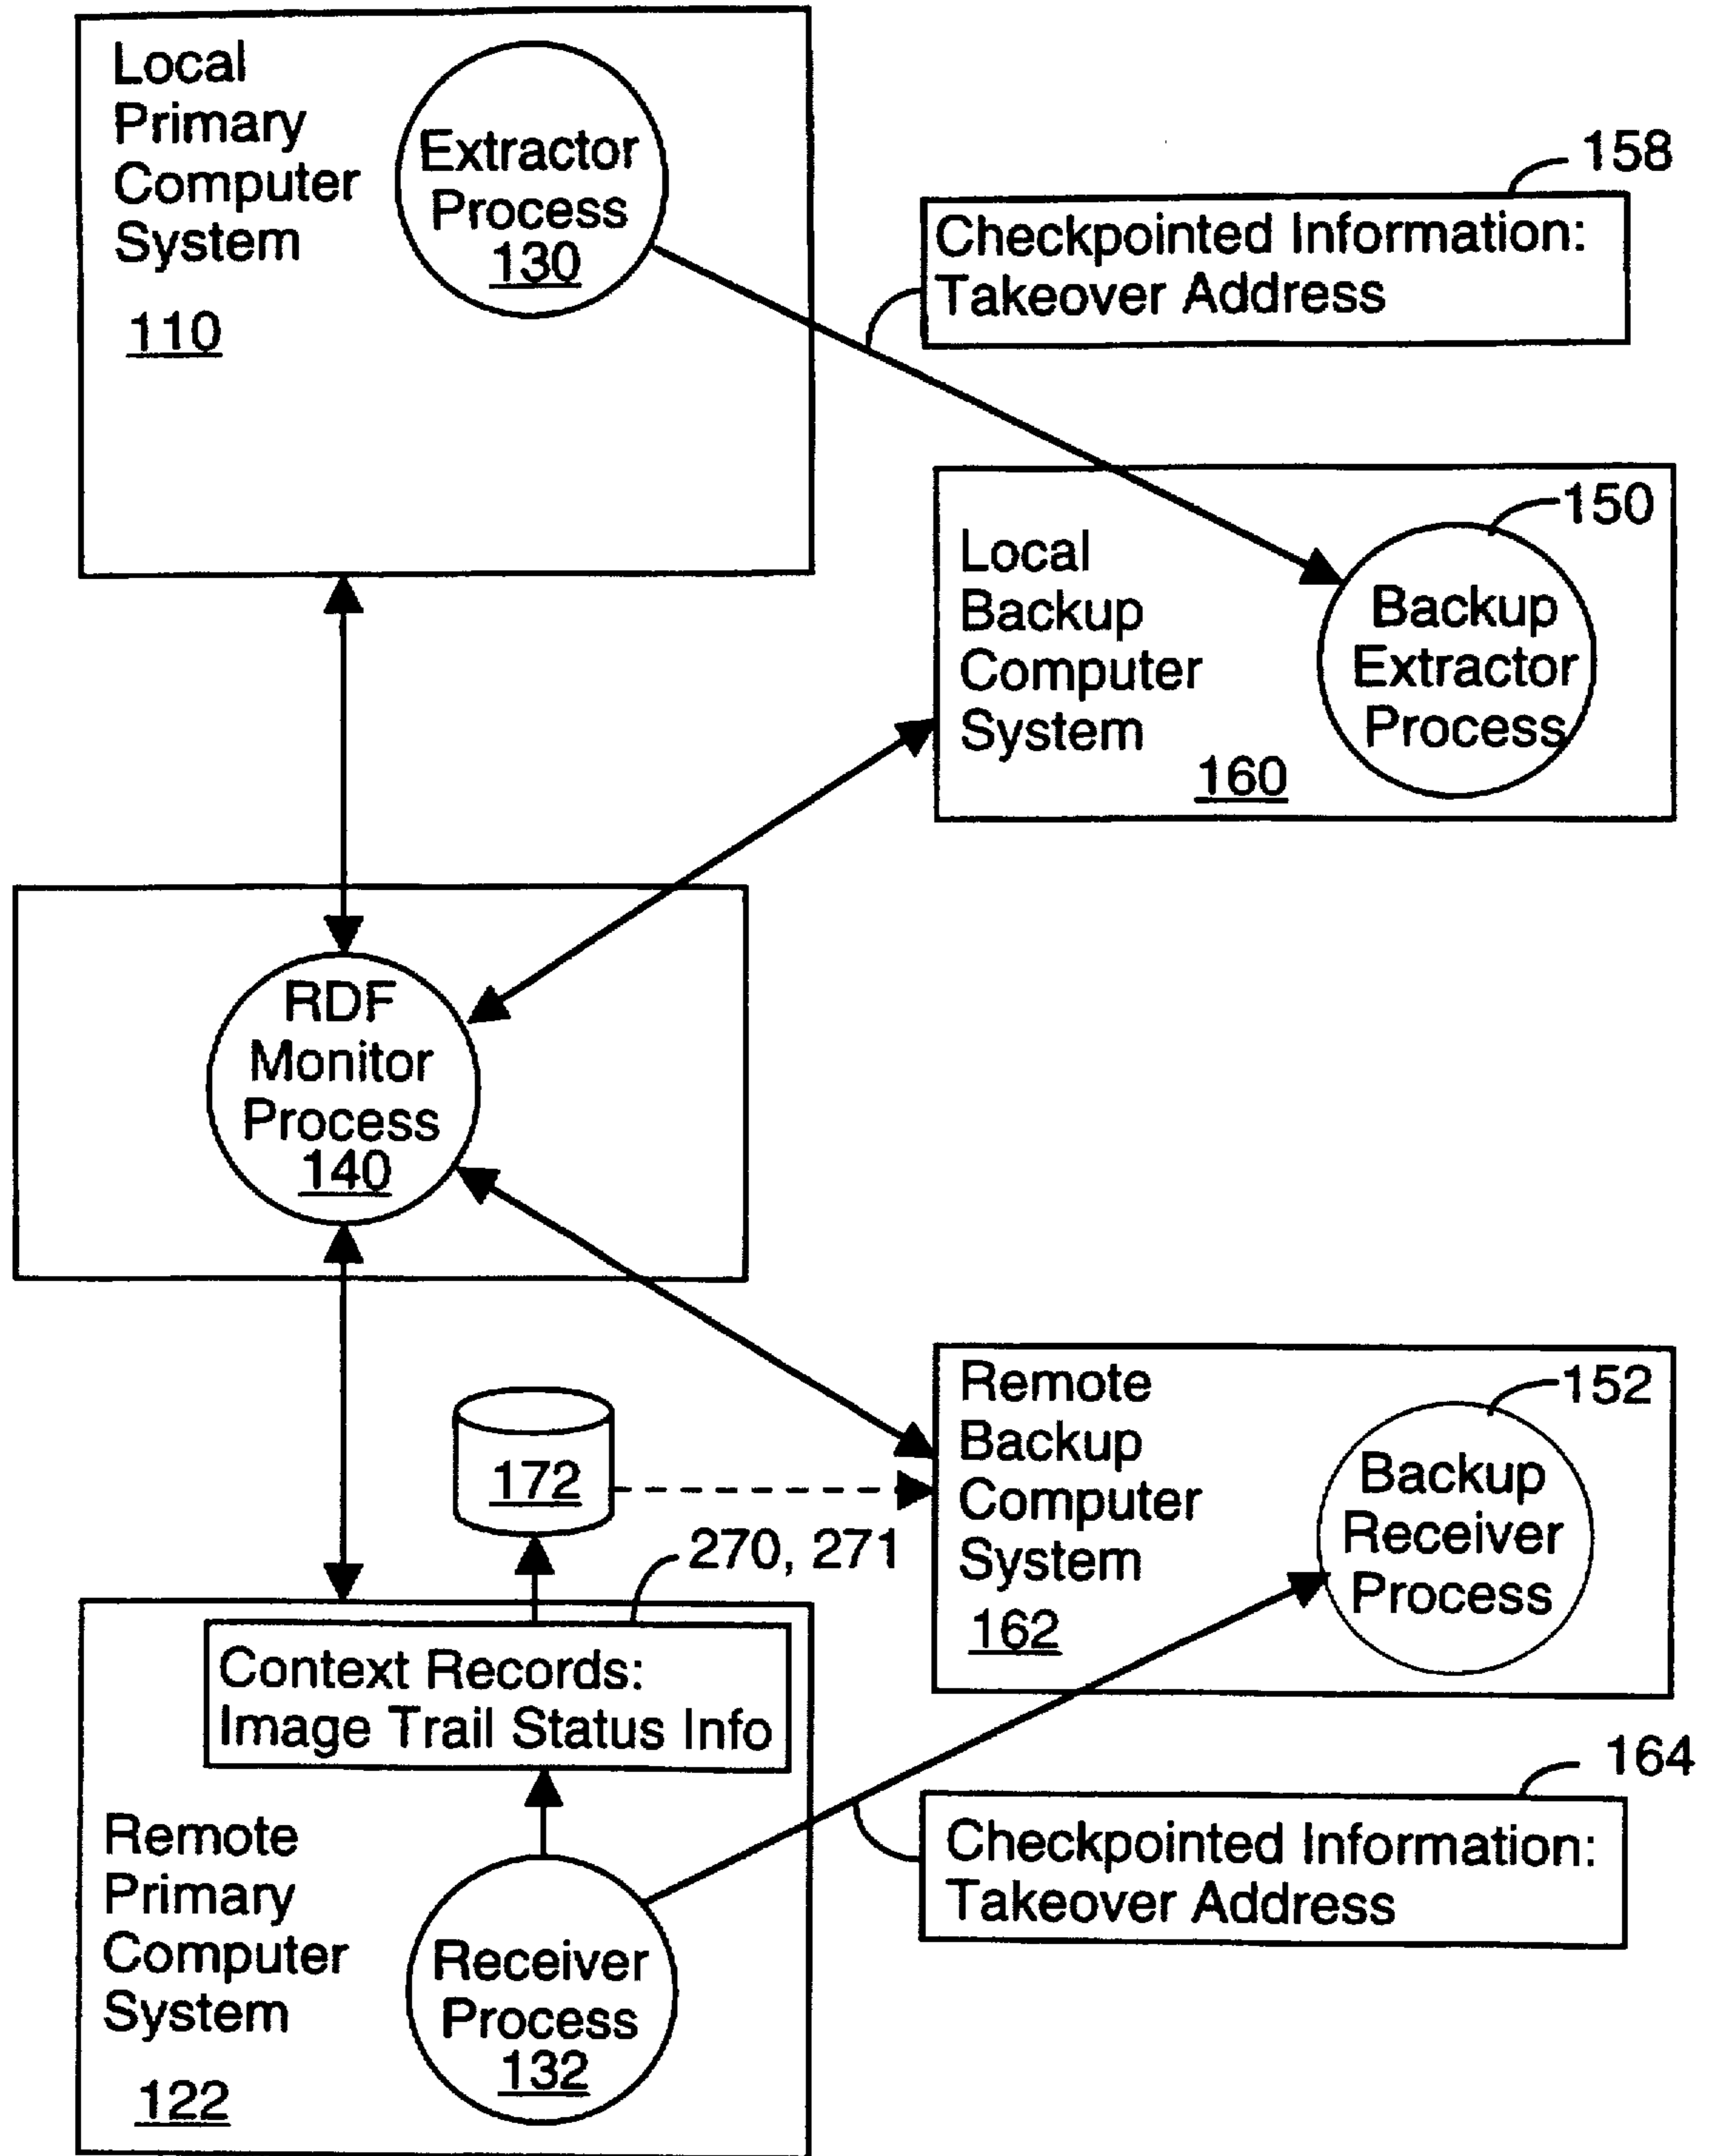 Local
Primary
Computer
System
110
Extractor
Process
130
158
Checkpointed Information:
Takeover Address
150
Local
Backup
Computer
System
160
Backup
Extractor
Process
RDF
Monitor
Process
140
172
270, 271
Remote
Backup
Computer
System
162
152
Backup
Receiver
Process
Context Records:
Image Trail Status Info
164
Checkpointed Information:
Takeover Address
Remote
Primary
Computer
System
122
Receiver
Process
132